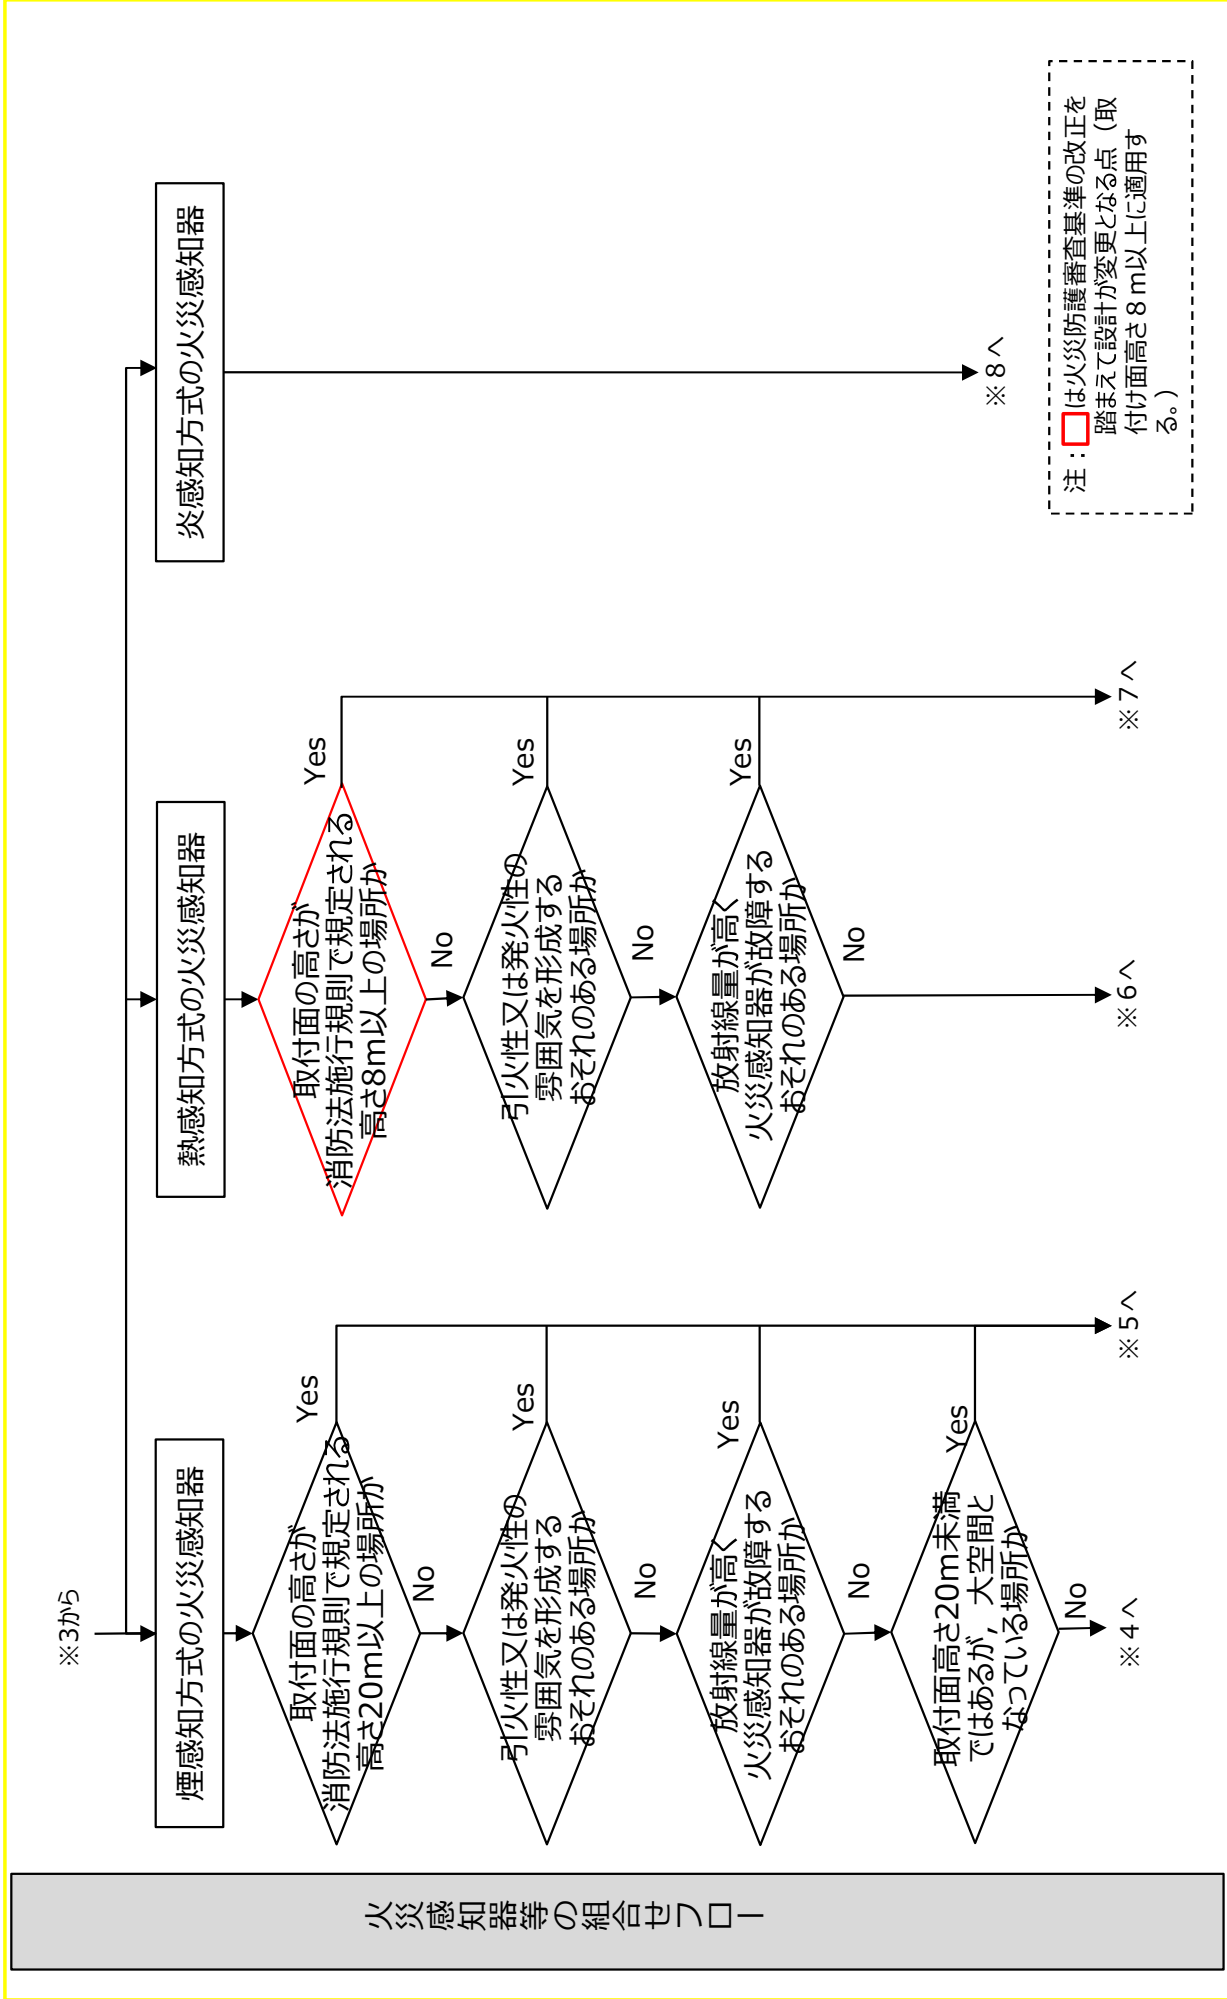 火災感知器等の組合せフロー
※3から
煙感知方式の火災感知器
取付面の高さが
消防法施行規則で規定される
高さ20m以上の場所か
Yes
No
引火性又は発火性の
雰囲気を形成する
おそれのある場所か
Yes
No
放射線量が高く
火災感知器が故障する
おそれのある場所か
Yes
No
取付面高さ20m未満
ではあるが，大空間と
なっている場所か
Yes
No
※４へ
※５へ
熱感知方式の火災感知器
取付面の高さが
消防法施行規則で規定される
高さ8m以上の場所か
Yes
No
引火性又は発火性の
雰囲気を形成する
おそれのある場所か
Yes
No
放射線量が高く
火災感知器が故障する
おそれのある場所か
Yes
No
※６へ
※７へ
炎感知方式の火災感知器
※８へ
注：は火災防護審査基準の改正を
踏まえて設計が変更となる点（取
付け面高さ８ｍ以上に適用す
る。）